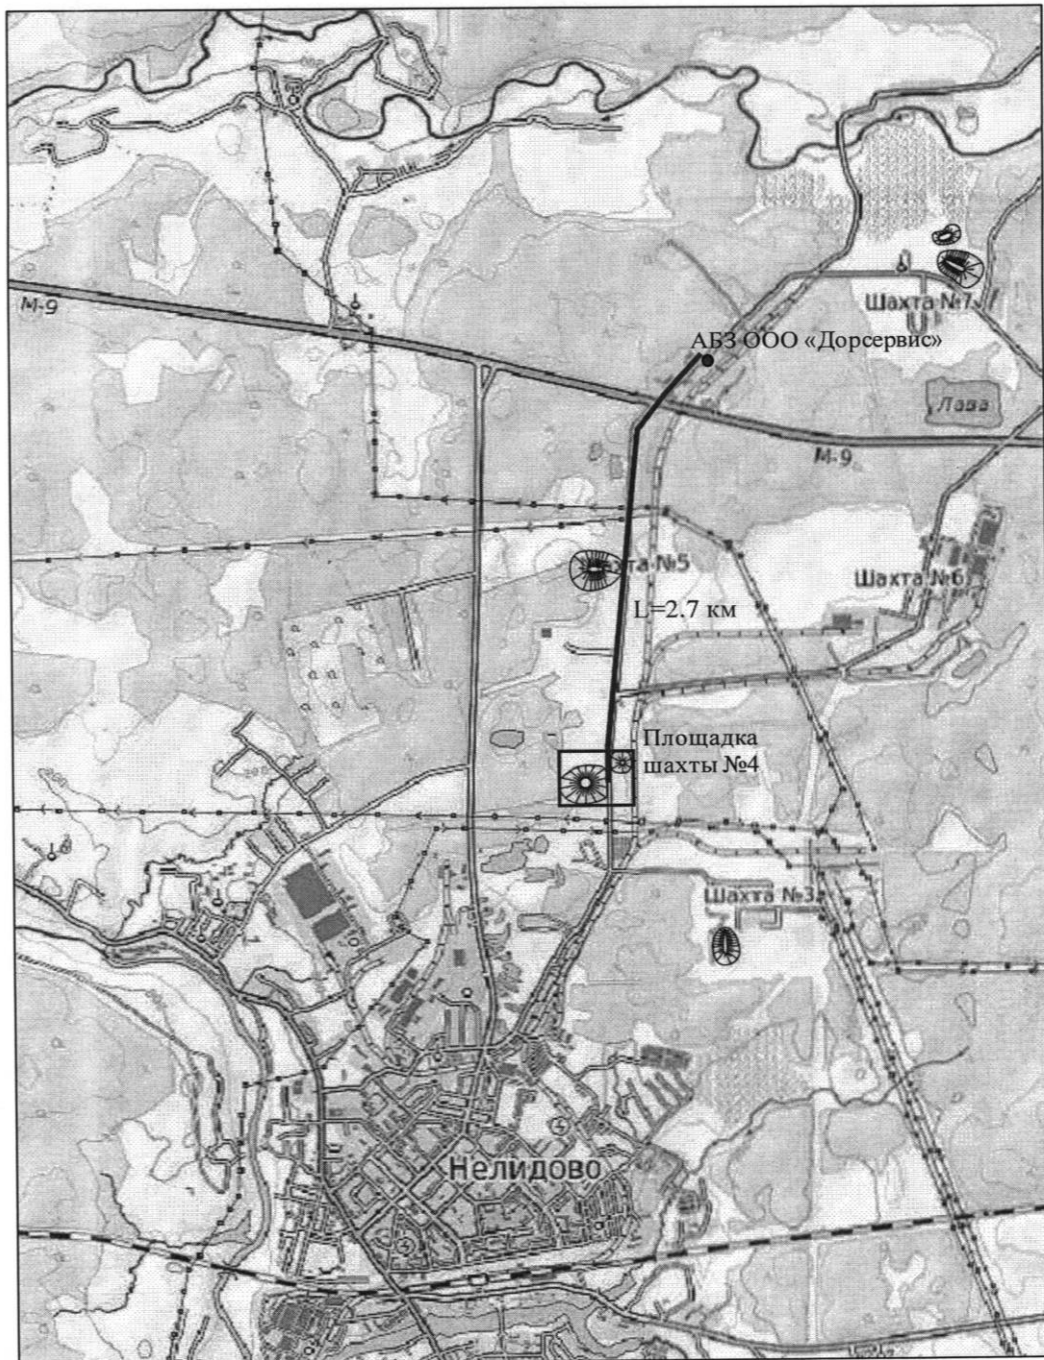 М-9
Шахта №7
АБЗ ООО «Дорсервис»
Лава
М-9
Шахта №5
Шахта №6
L=2.7 км
Площадка
шахты №4
Шахта №3
Нелидово